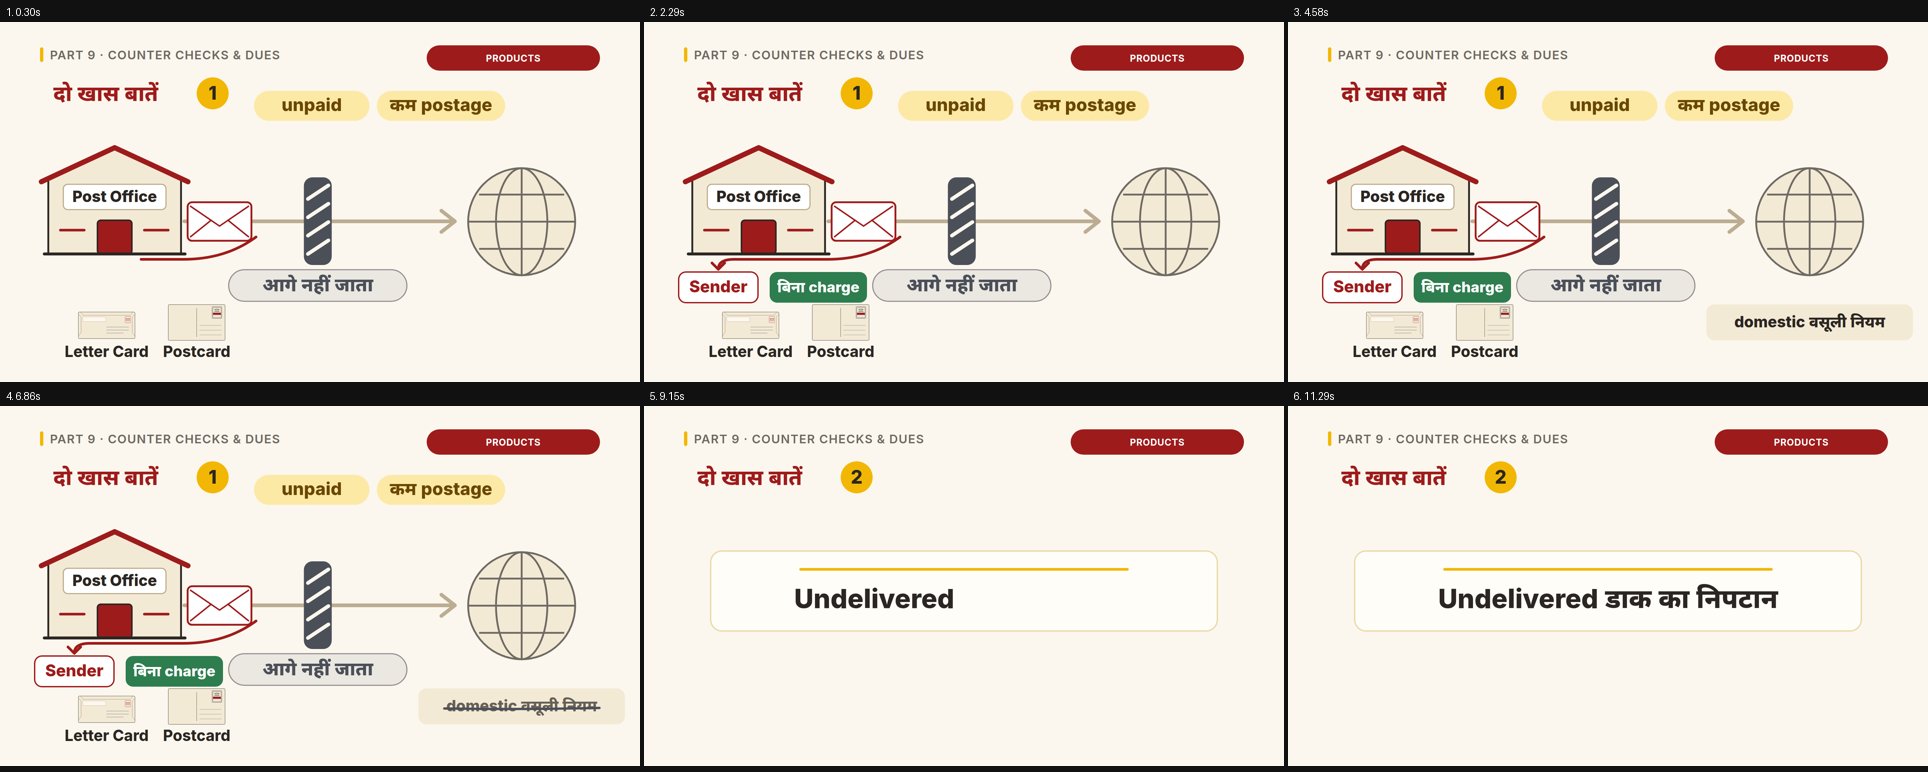 1. 0.30s
PART 9 · COUNTER CHECKS & DUES
PRODUCTS
दो खास बातें
1
unpaid
कम postage
Post Office
आगे नहीं जाता
Letter Card
Postcard
2. 2.29s
PART 9 · COUNTER CHECKS & DUES
PRODUCTS
दो खास बातें
1
unpaid
कम postage
Post Office
Sender
बिना charge
आगे नहीं जाता
Letter Card
Postcard
3. 4.58s
PART 9 · COUNTER CHECKS & DUES
PRODUCTS
दो खास बातें
1
unpaid
कम postage
Post Office
Sender
बिना charge
आगे नहीं जाता
domestic वसूली नियम
Letter Card
Postcard
4. 6.86s
PART 9 · COUNTER CHECKS & DUES
PRODUCTS
दो खास बातें
1
unpaid
कम postage
Post Office
Sender
बिना charge
आगे नहीं जाता
domestic वसूली नियम
Letter Card
Postcard
5. 9.15s
PART 9 · COUNTER CHECKS & DUES
PRODUCTS
दो खास बातें
2
Undelivered
6. 11.29s
PART 9 · COUNTER CHECKS & DUES
PRODUCTS
दो खास बातें
2
Undelivered डाक का निपटान